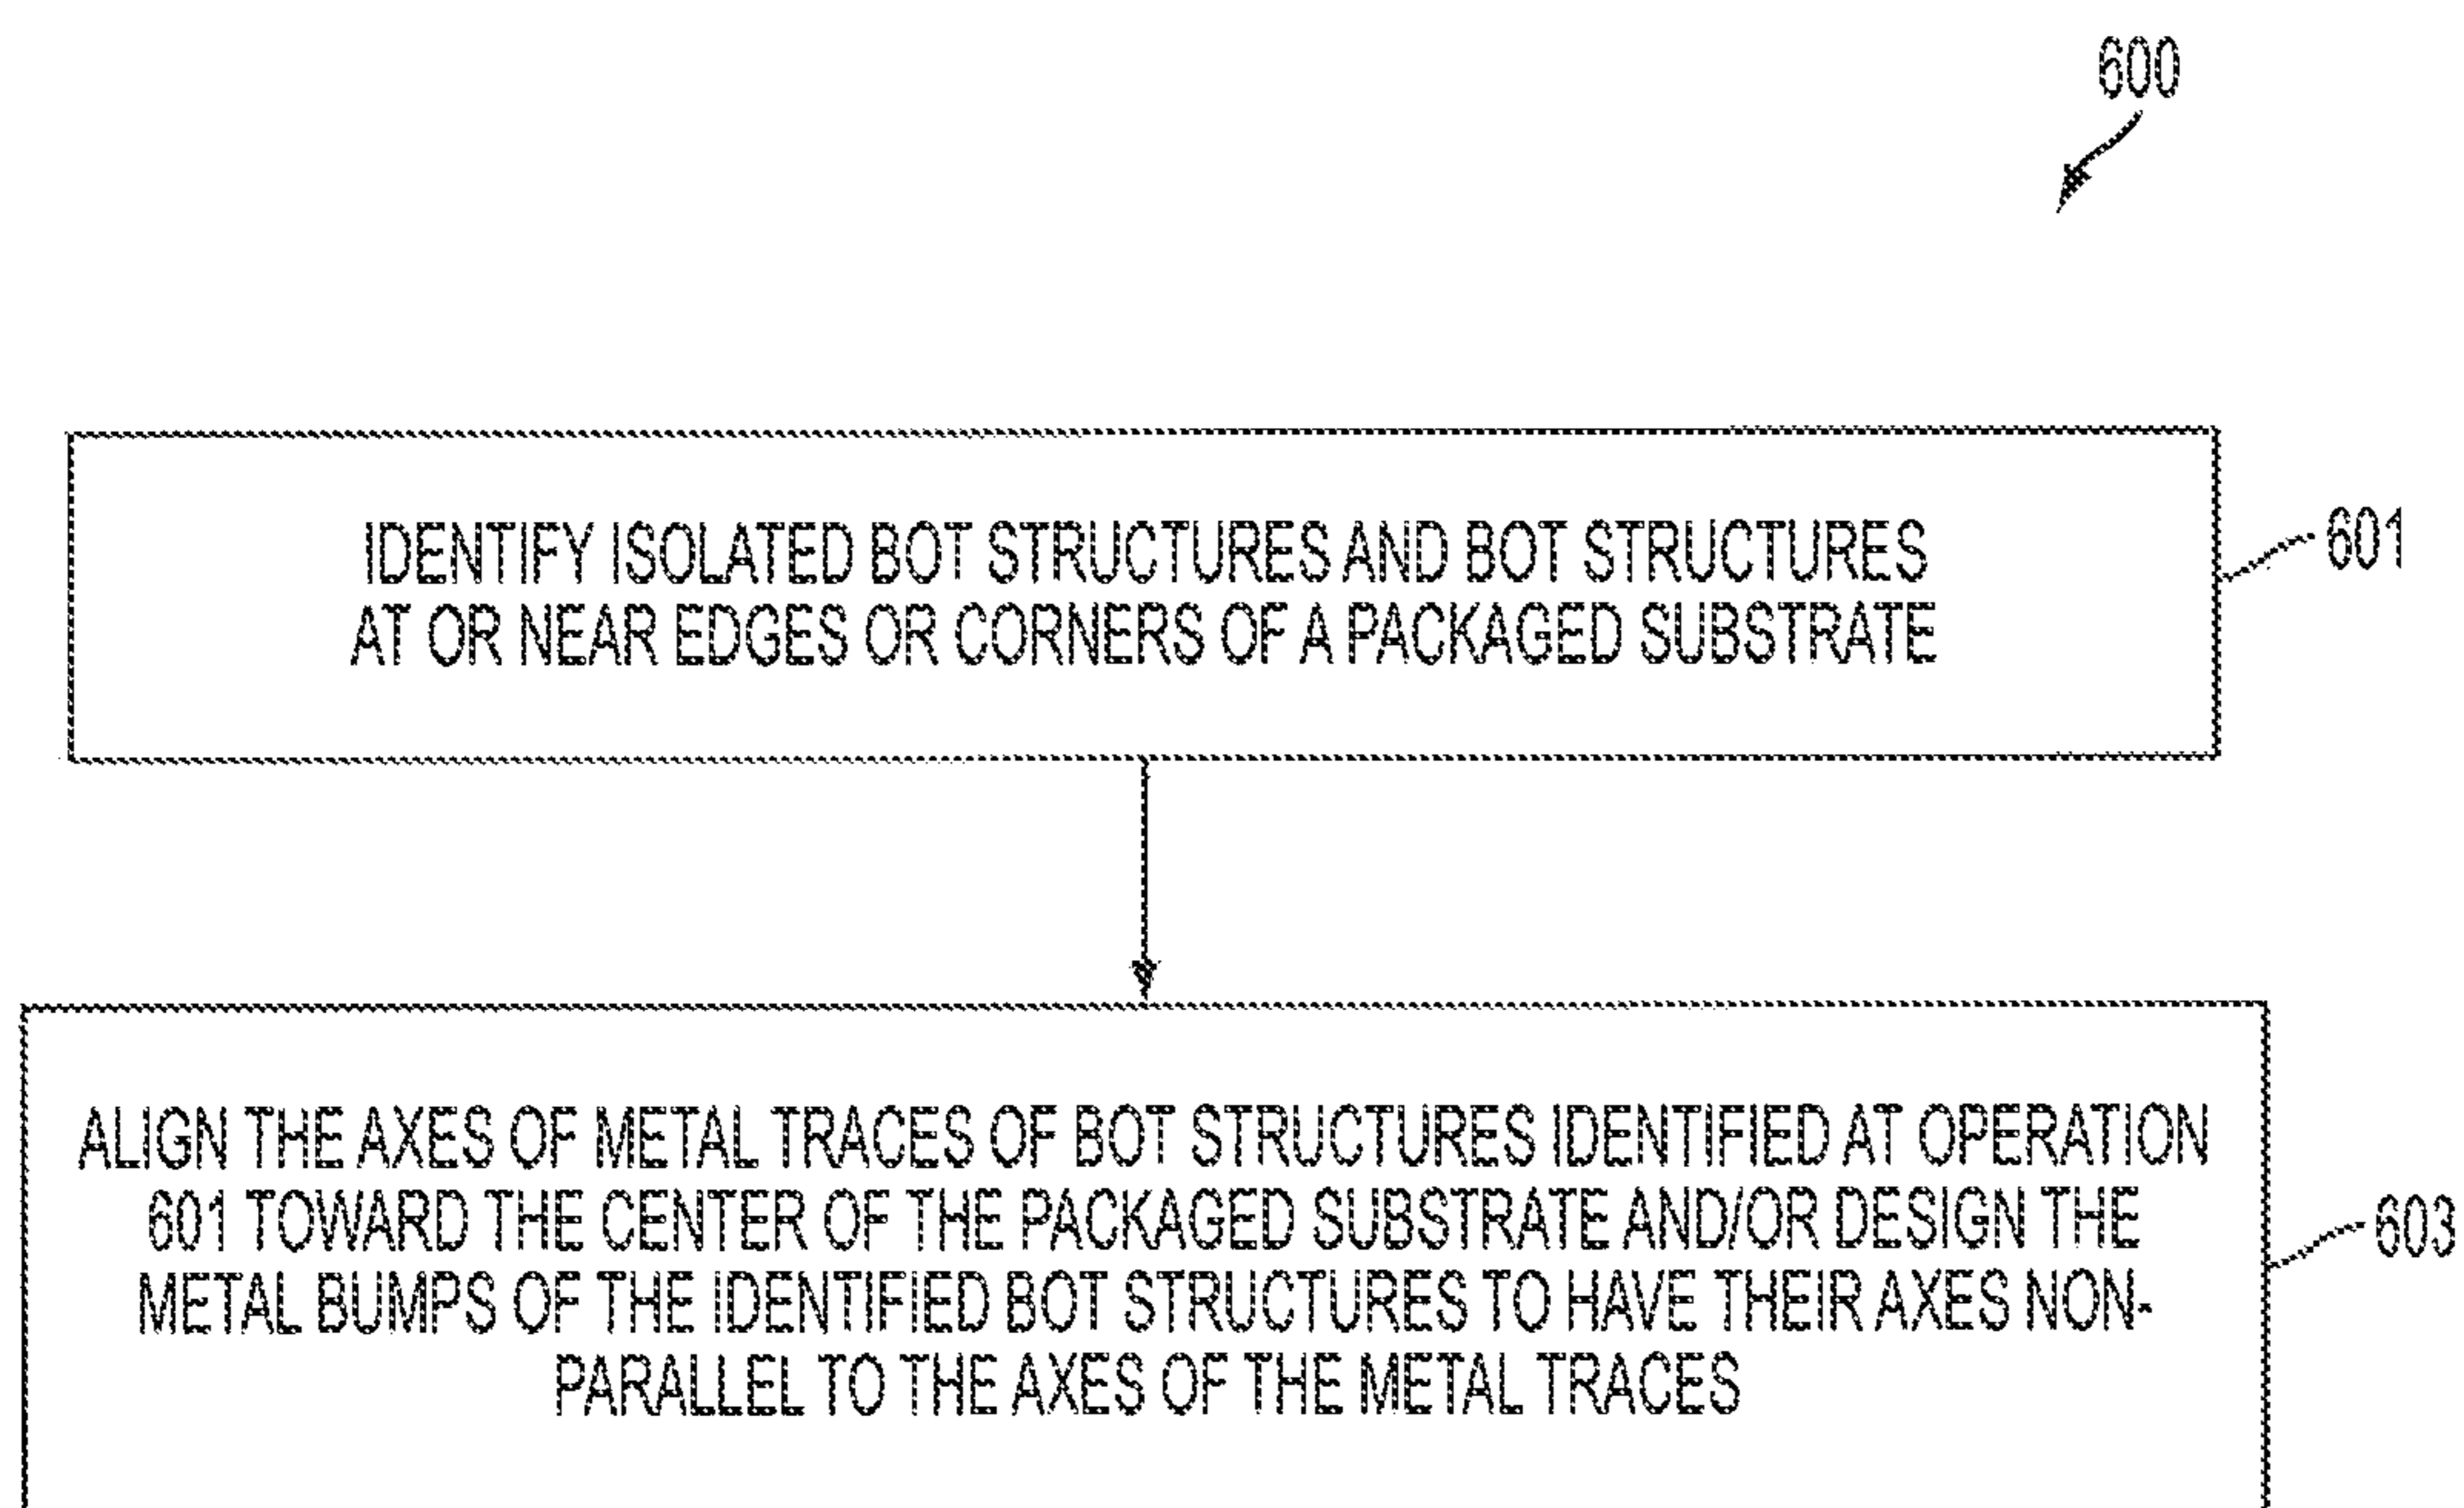 600
IDENTIFY ISOLATED BOT STRUCTURES AND BOT STRUCTURES
AT OR NEAR EDGES OR CORNERS OF A PACKAGED SUBSTRATE
601
ALIGN THE AXES OF METAL TRACES OF BOT STRUCTURES IDENTIFIED AT OPERATION
601 TOWARD THE CENTER OF THE PACKAGED SUBSTRATE AND/OR DESIGN THE
METAL BUMPS OF THE IDENTIFIED BOT STRUCTURES TO HAVE THEIR AXES NON-
PARALLEL TO THE AXES OF THE METAL TRACES
603